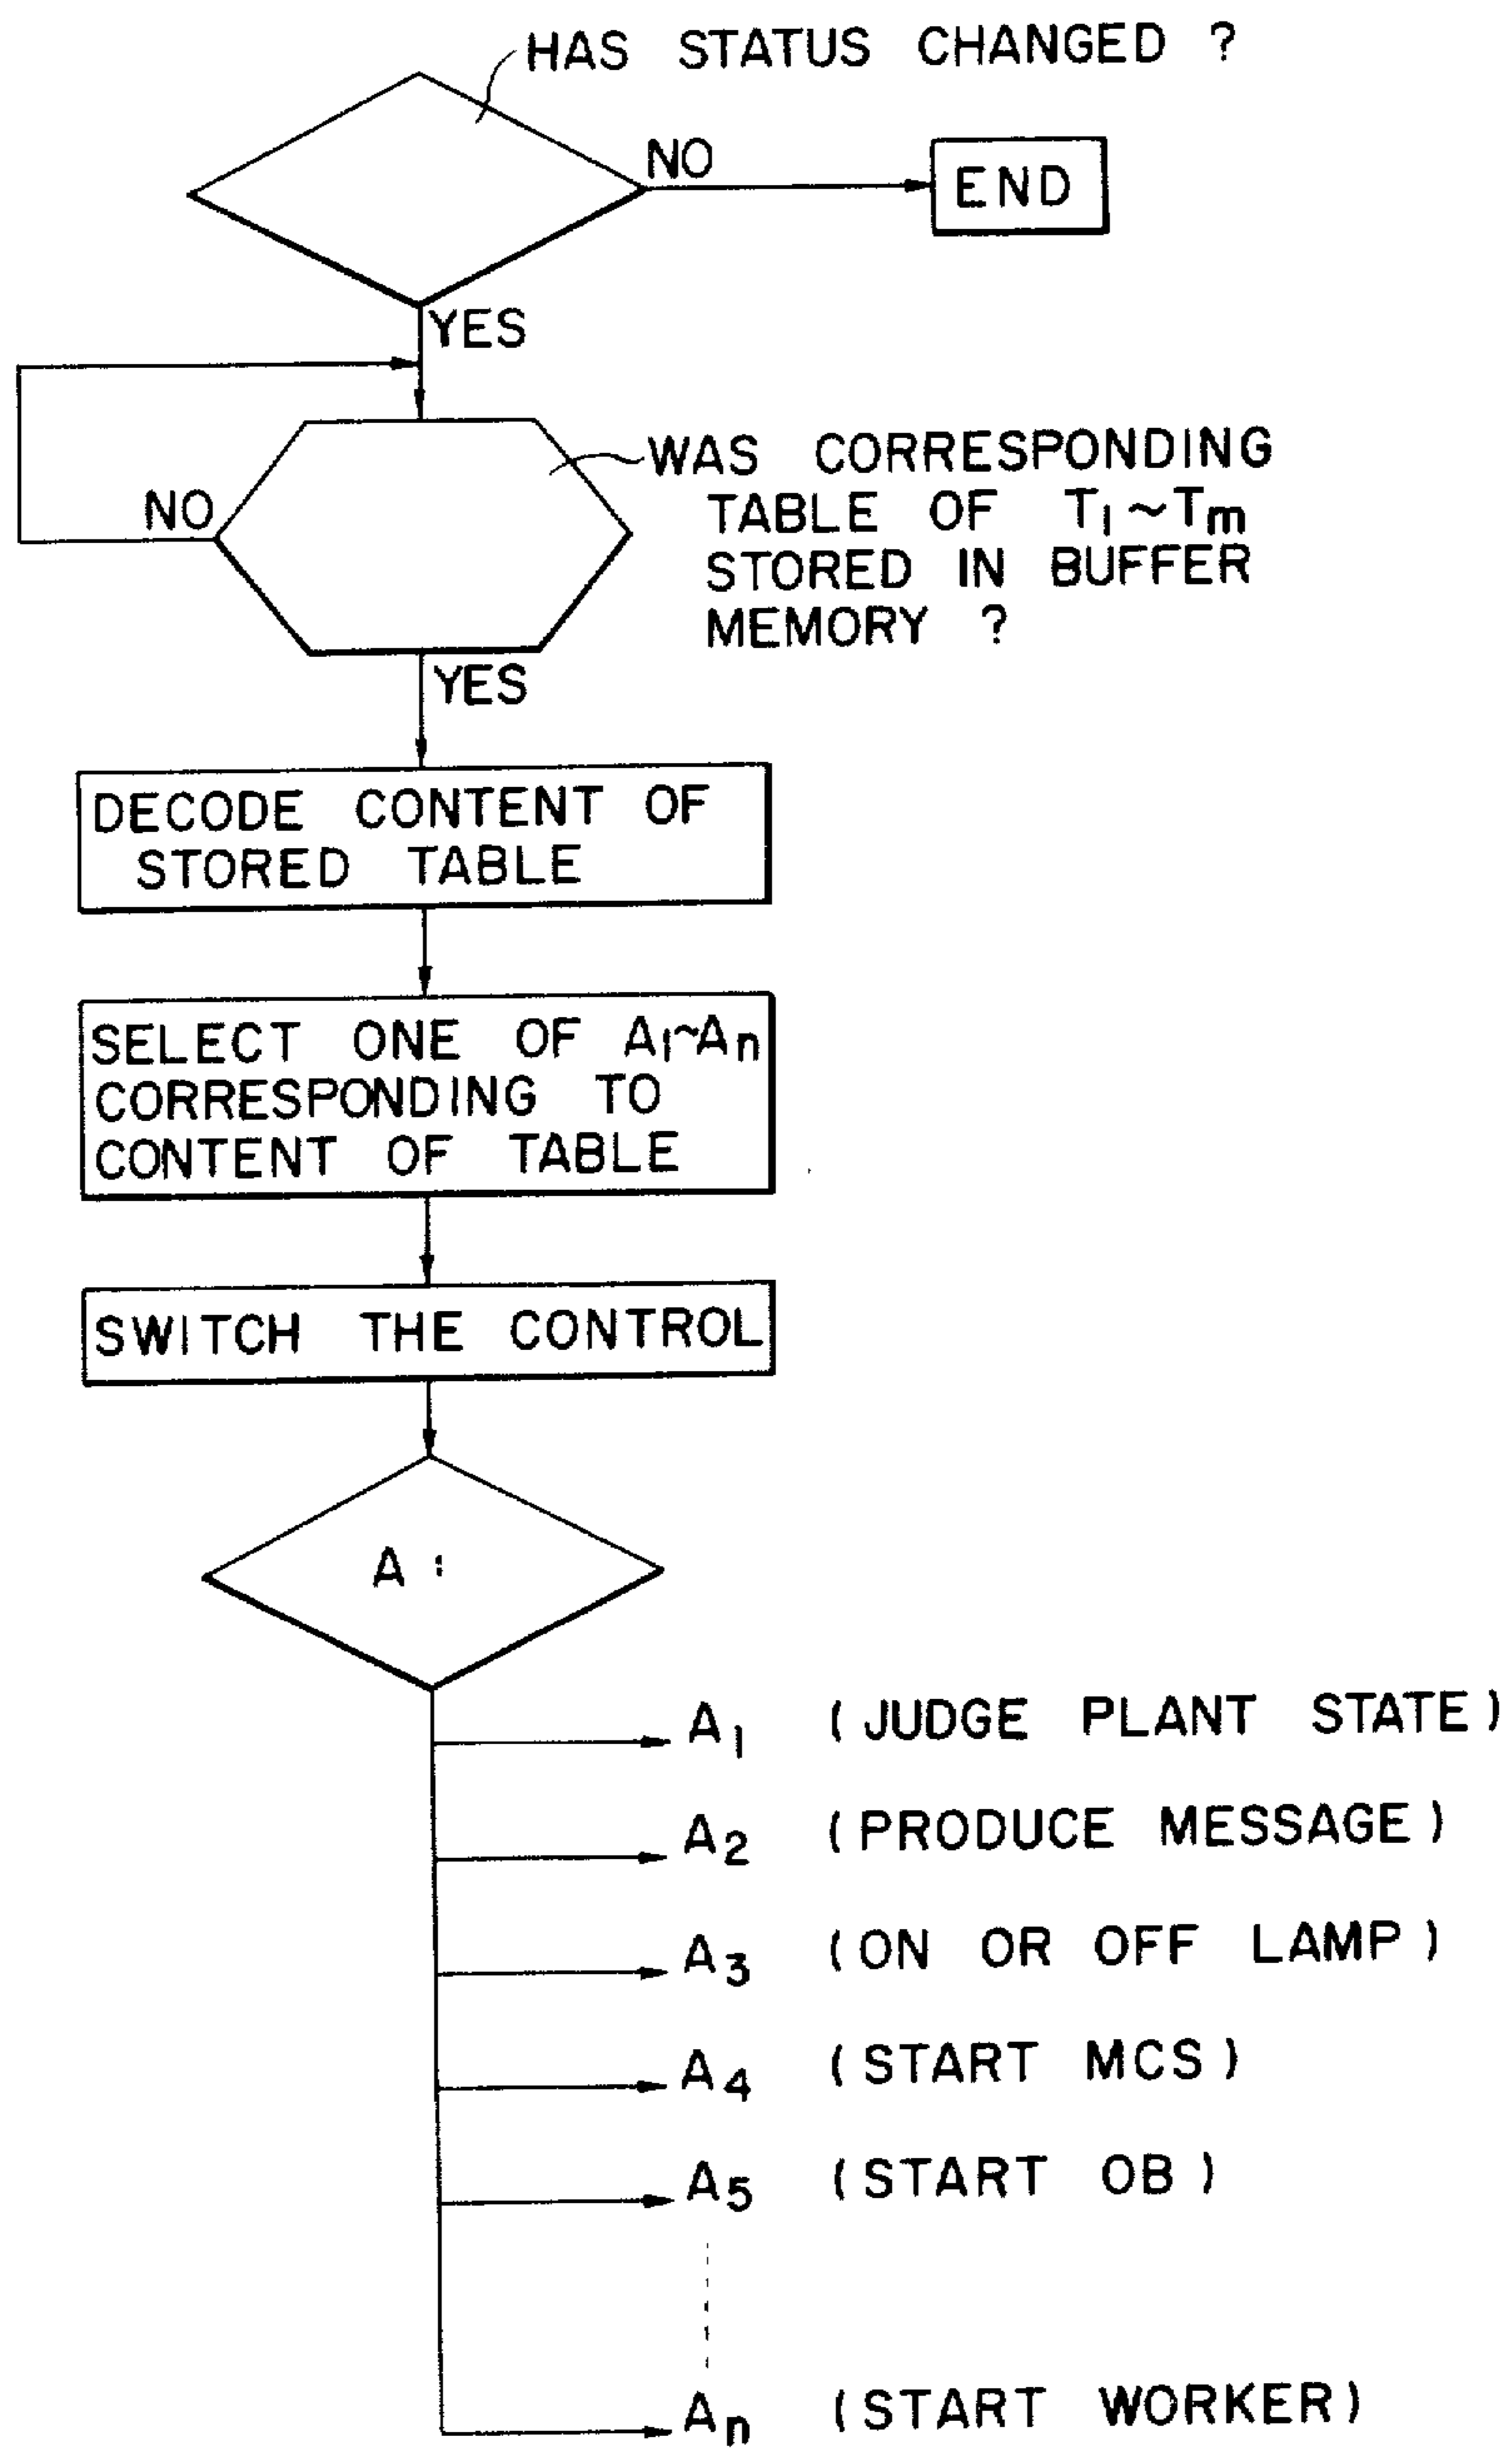 HAS STATUS CHANGED ?
NO
END
YES
WAS CORRESPONDING
TABLE OF T1~Tm
STORED IN BUFFER
MEMORY ?
NO
YES
DECODE CONTENT OF
STORED TABLE
SELECT ONE OF A1~An
CORRESPONDING TO
CONTENT OF TABLE
SWITCH THE CONTROL
A :
A1 (JUDGE PLANT STATE)
A2 (PRODUCE MESSAGE)
A3 (ON OR OFF LAMP)
A4 (START MCS)
A5 (START OB)
An (START WORKER)